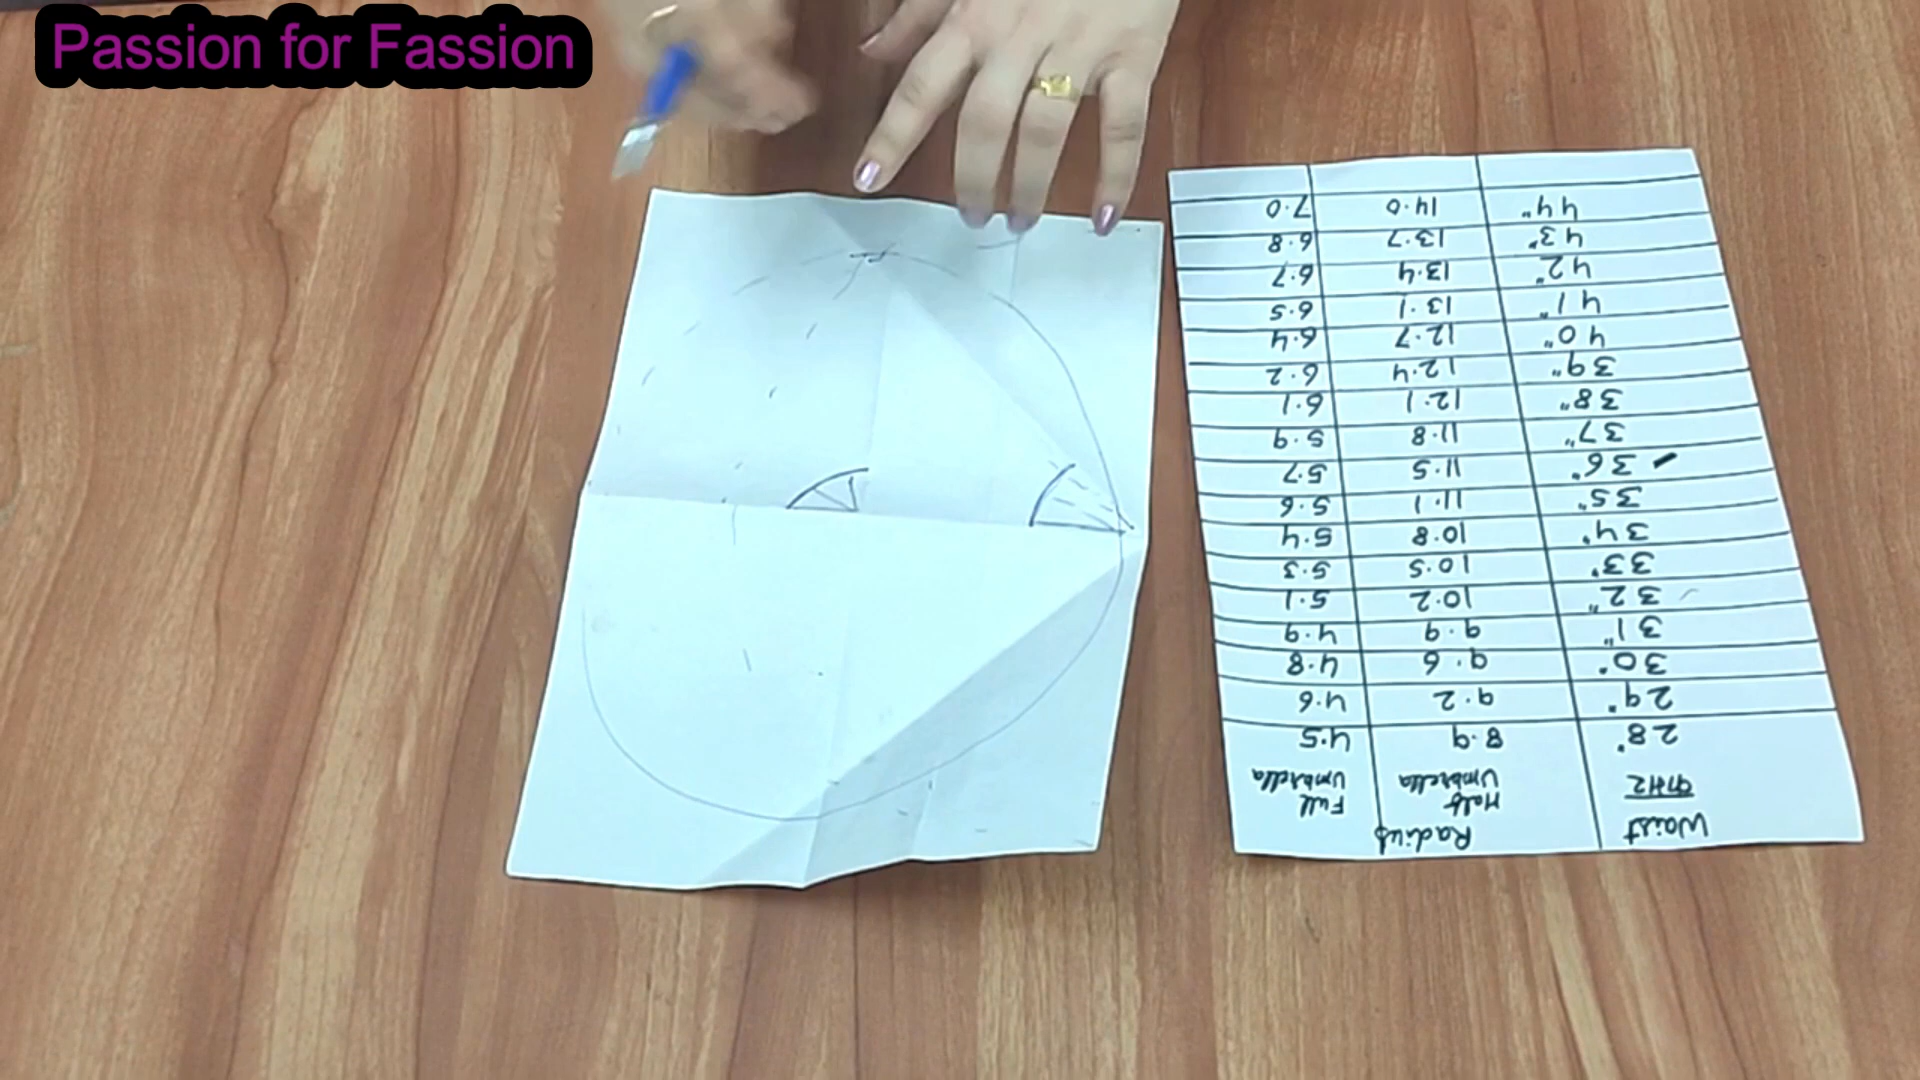 Passion for Fassion
Waist Radius
Half Umbrella Full Umbrella
28" 8.9 4.5
29" 9.2 4.6
30" 9.6 4.8
31" 9.9 4.9
32" 10.2 5.1
33" 10.5 5.3
34" 10.8 5.4
35" 11.1 5.6
36" 11.5 5.7
37" 11.8 5.9
38" 12.1 6.1
39" 12.4 6.2
40" 12.7 6.4
41" 13.1 6.5
42" 13.4 6.7
43" 13.7 6.8
44" 14.0 7.0